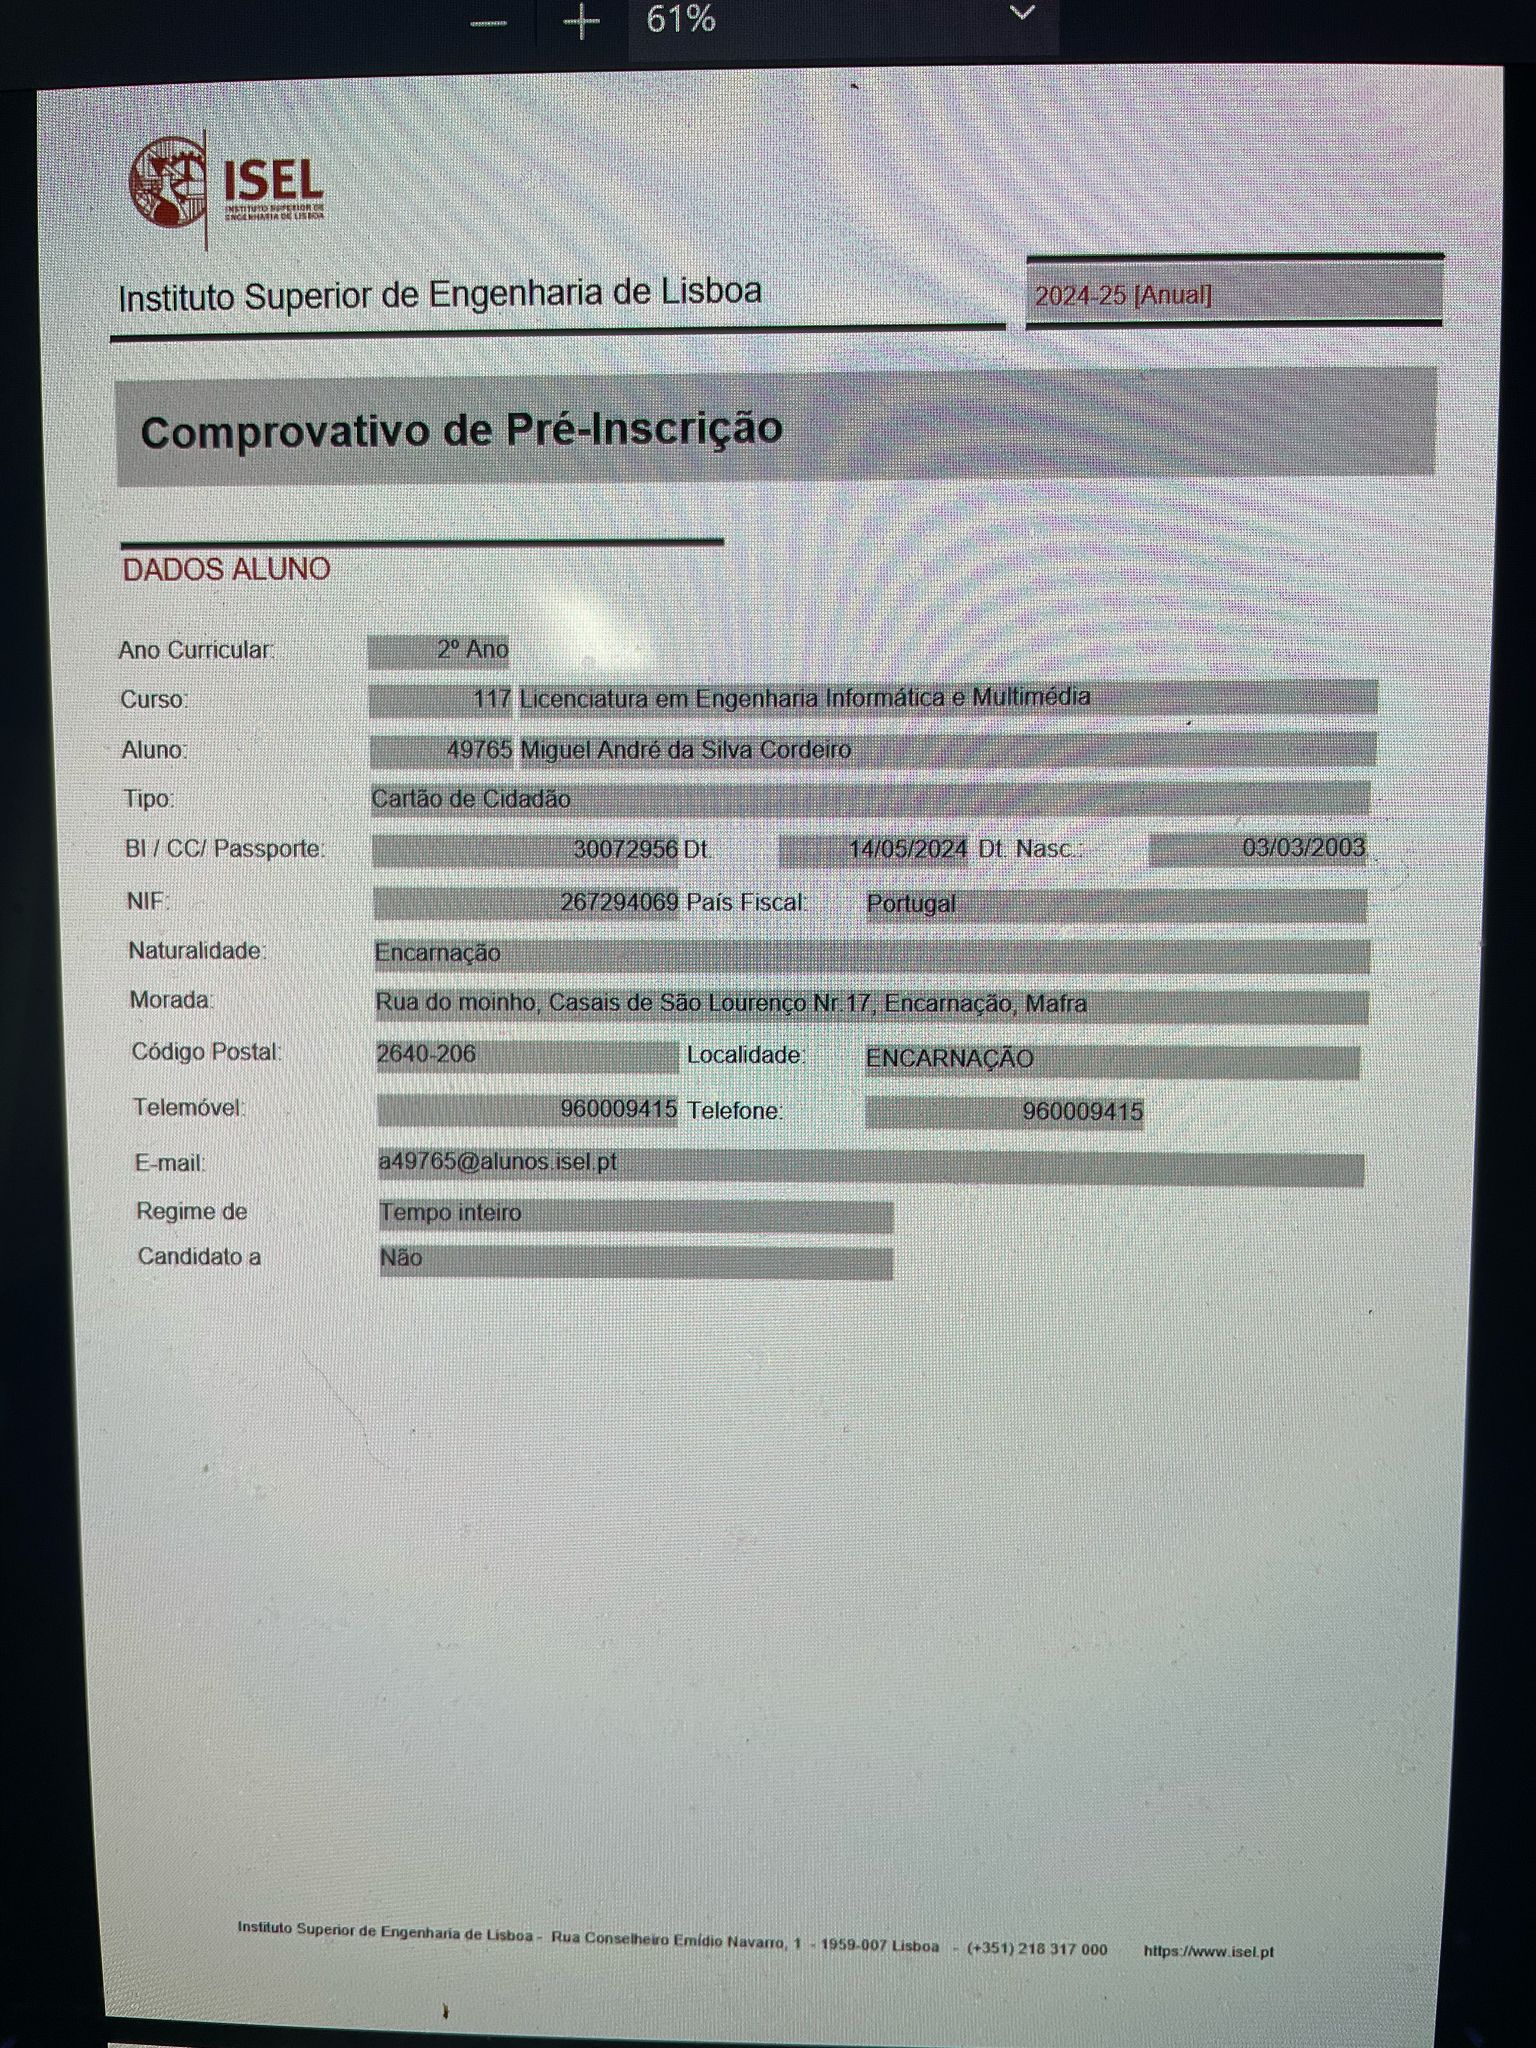 61%
ISEL
INSTITUTO SUPERIOR DE
ENGENHARIA DE LISBOA
Instituto Superior de Engenharia de Lisboa
2024-25 [Anual]
Comprovativo de Pré-Inscrição
DADOS ALUNO
Ano Curricular: 2º Ano
Curso: 117 Licenciatura em Engenharia Informática e Multimédia
Aluno: 49765 Miguel André da Silva Cordeiro
Tipo: Cartão de Cidadão
BI / CC/ Passporte: 30072956 Dt. 14/05/2024 Dt. Nasc.: 03/03/2003
NIF: 267294069 País Fiscal: Portugal
Naturalidade: Encarnação
Morada: Rua do moinho, Casais de São Lourenço Nr.17, Encarnação, Mafra
Código Postal: 2640-206 Localidade: ENCARNAÇÃO
Telemóvel: 960009415 Telefone: 960009415
E-mail: a49765@alunos.isel.pt
Regime de Tempo inteiro
Candidato a Não
Instituto Superior de Engenharia de Lisboa - Rua Conselheiro Emídio Navarro, 1 - 1959-007 Lisboa - (+351) 218 317 000 https://www.isel.pt